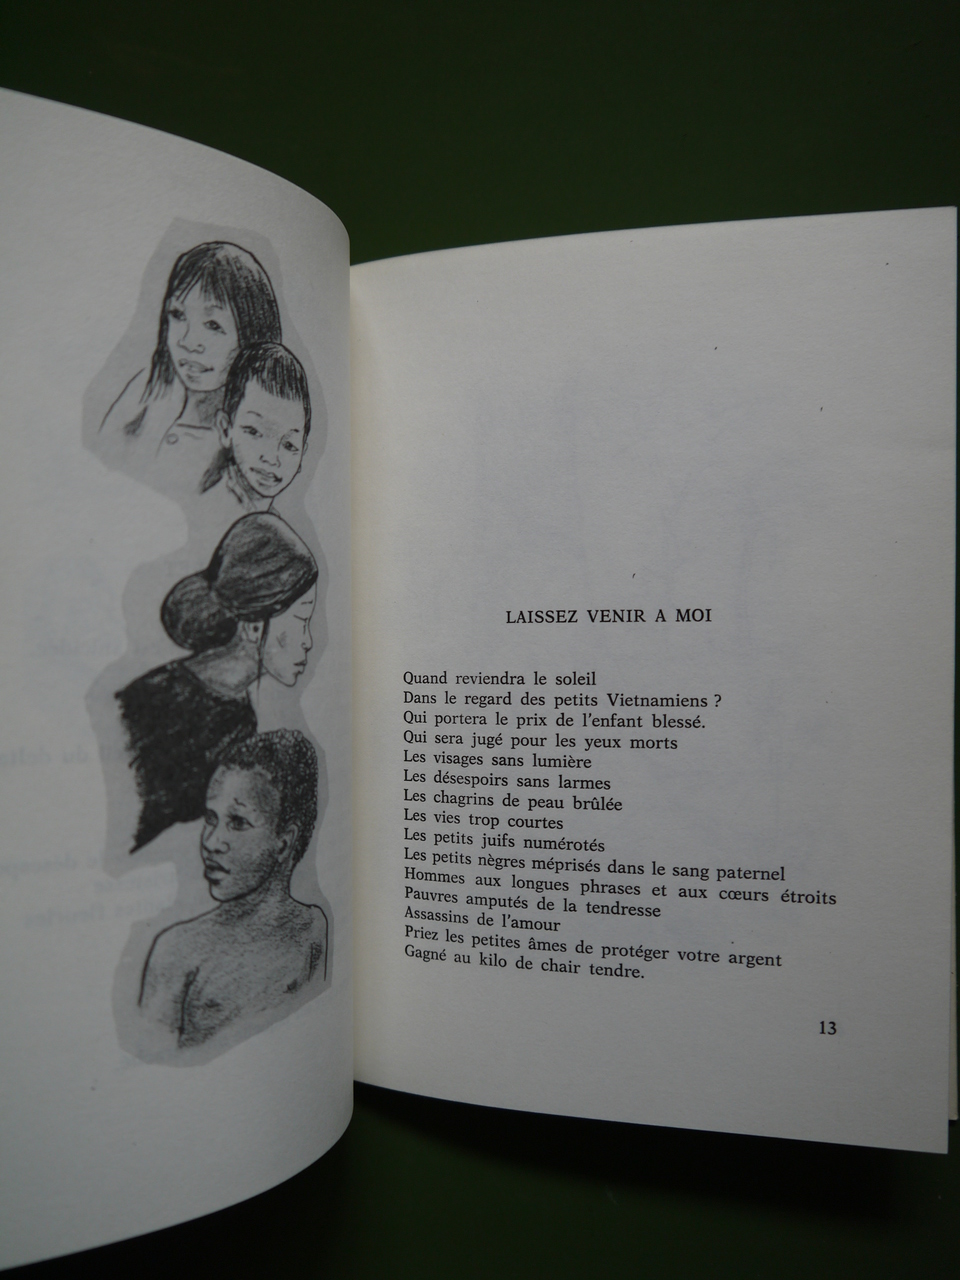 LAISSEZ VENIR A MOI
Quand reviendra le soleil
Dans le regard des petits Vietnamiens ?
Qui portera le prix de l'enfant blessé.
Qui sera jugé pour les yeux morts
Les visages sans lumière
Les désespoirs sans larmes
Les chagrins de peau brûlée
Les vies trop courtes
Les petits juifs numérotés
Les petits nègres méprisés dans le sang paternel
Hommes aux longues phrases et aux cœurs étroits
Pauvres amputés de la tendresse
Assassins de l'amour
Priez les petites âmes de protéger votre argent
Gagné au kilo de chair tendre.
13